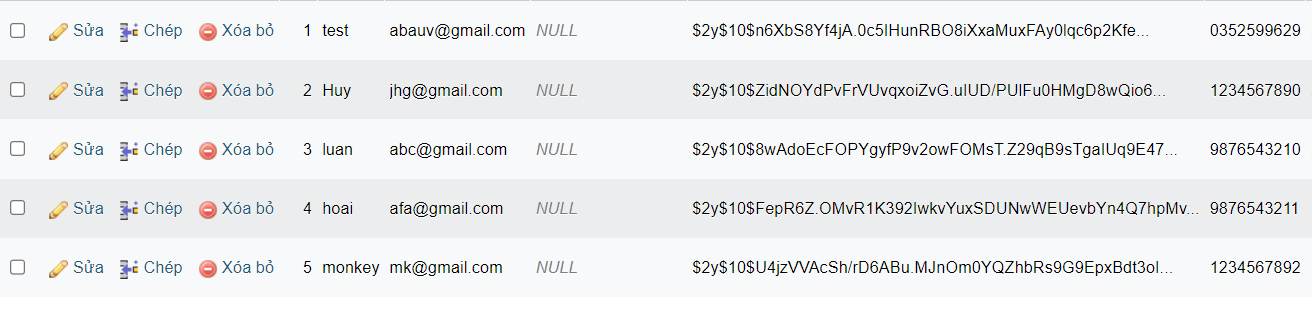 Sửa Chép Xóa bỏ 1 test abauv@gmail.com NULL $2y$10$n6XbS8Yf4jA.0c5IHunRBO8iXxaMuxFAy0lqc6p2Kfe... 0352599629
Sửa Chép Xóa bỏ 2 Huy jhg@gmail.com NULL $2y$10$ZidNOYdPvFrVUvqxoiZvG.uIUD/PUlFu0HMgD8wQio6... 1234567890
Sửa Chép Xóa bỏ 3 luan abc@gmail.com NULL $2y$10$8wAdoEcFOPYgyfP9v2owFOMsT.Z29qB9sTgaIUq9E47... 9876543210
Sửa Chép Xóa bỏ 4 hoai afa@gmail.com NULL $2y$10$FepR6Z.OMvR1K392lwkvYuxSDUNwWEUevbYn4Q7hpMv... 9876543211
Sửa Chép Xóa bỏ 5 monkey mk@gmail.com NULL $2y$10$U4jzVVAcSh/rD6ABu.MJnOm0YQZhbRs9G9EpxBdt3ol... 1234567892